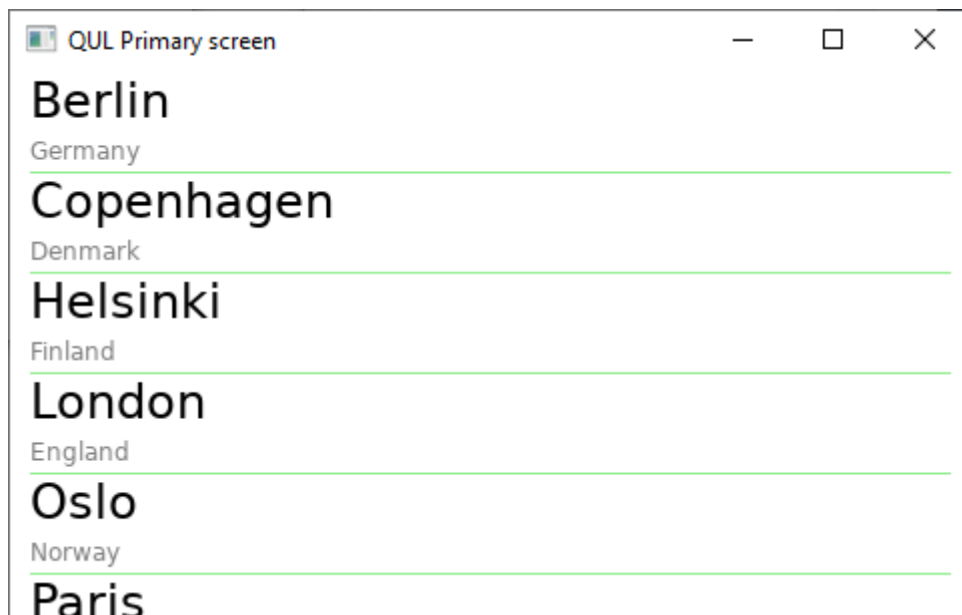 QUL Primary screen
Berlin
Germany
Copenhagen
Denmark
Helsinki
Finland
London
England
Oslo
Norway
Paris